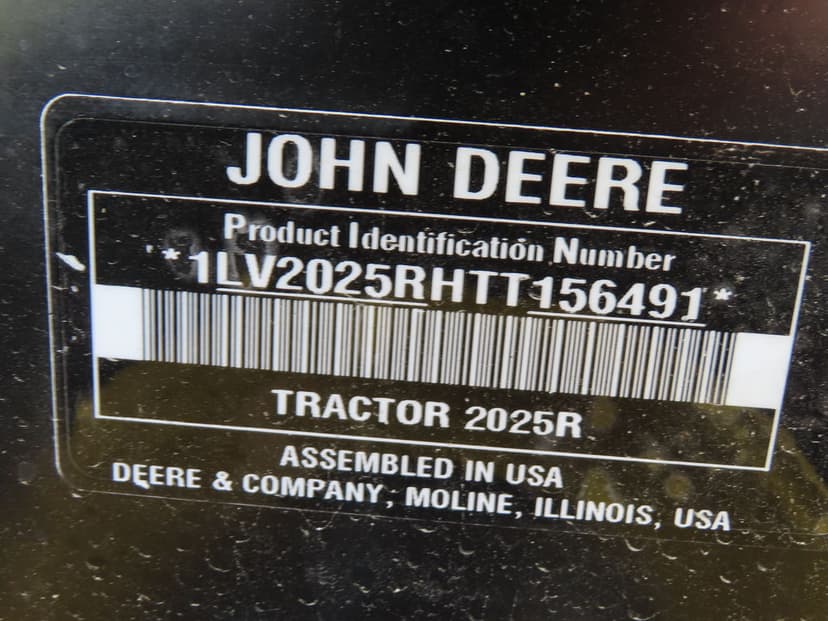 JOHN DEERE
Product Identification Number
*1LV2025RHTT156491*
TRACTOR 2025R
ASSEMBLED IN USA
DEERE & COMPANY, MOLINE, ILLINOIS, USA